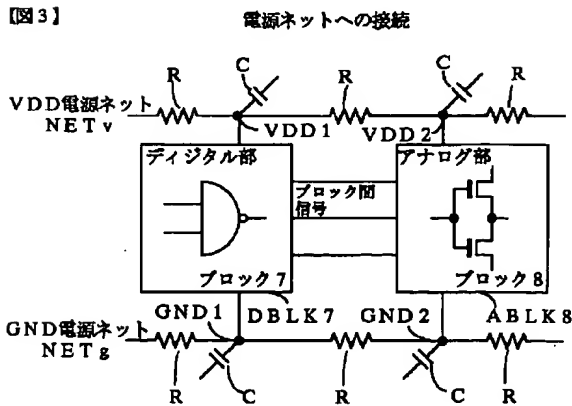 【図3】
電源ネットへの接続
C
C
R
R
R
VDD電源ネット
NETv
VDD1
VDD2
ディジタル部
アナログ部
ブロック間
信号
ブロック7
ブロック8
GND1
DBLK7
GND2
ABLK8
GND電源ネット
NETg
R
C
R
C
R